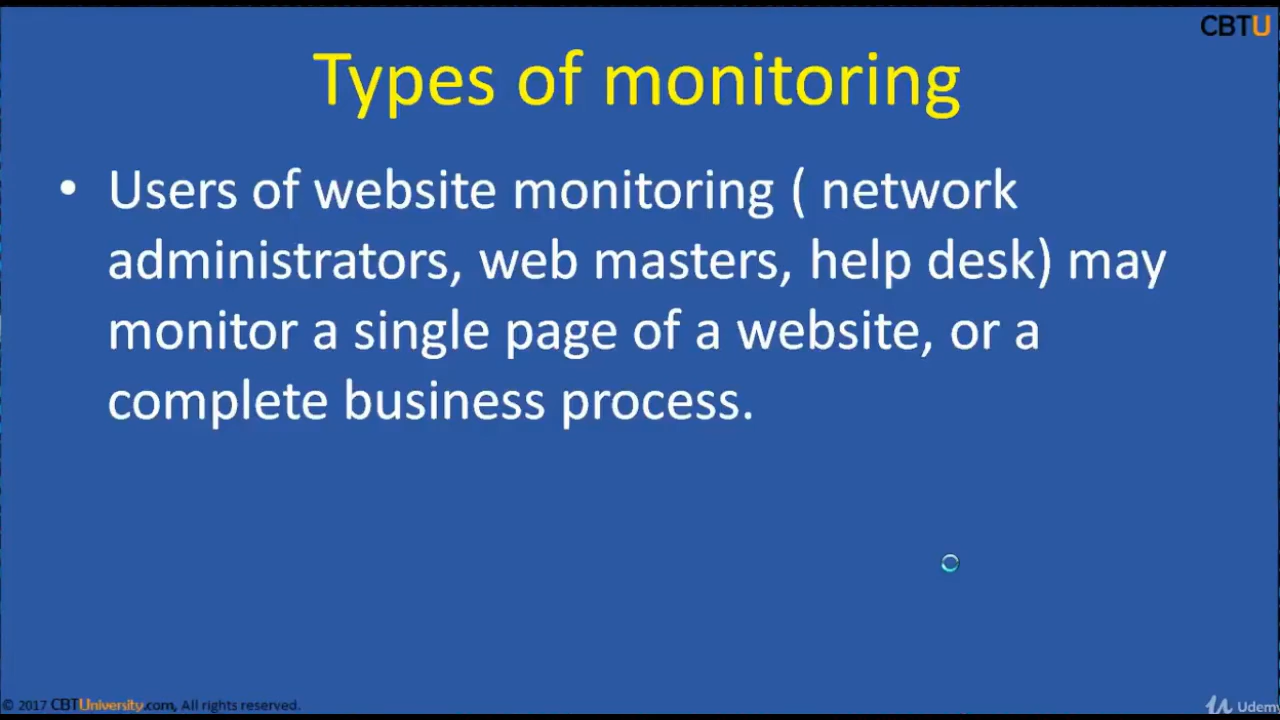 CBTU
Types of monitoring
• Users of website monitoring ( network
administrators, web masters, help desk) may
monitor a single page of a website, or a
complete business process.
© 2017 CBTUniversity.com, All rights reserved.
Udemy